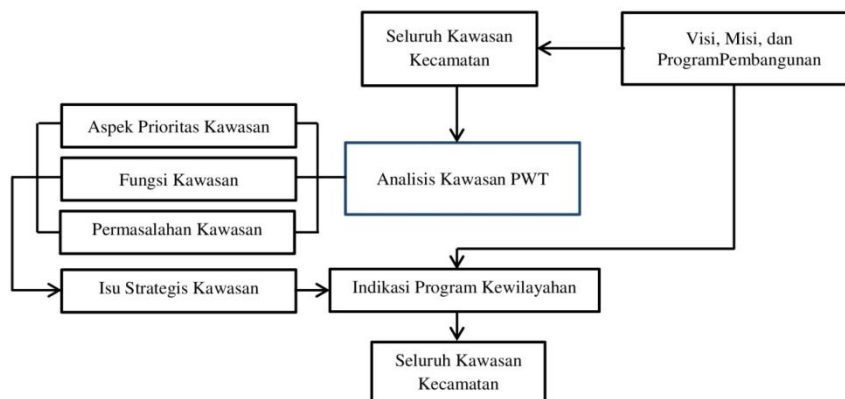 Seluruh Kawasan
Kecamatan
Visi, Misi, dan
ProgramPembangunan
Aspek Prioritas Kawasan
Fungsi Kawasan
Analisis Kawasan PWT
Permasalahan Kawasan
Isu Strategis Kawasan
Indikasi Program Kewilayahan
Seluruh Kawasan
Kecamatan